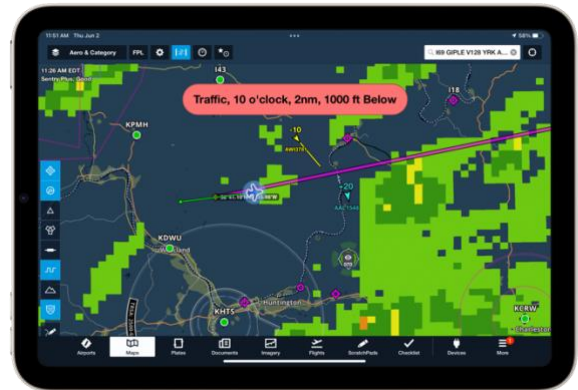 11:51 AM Thu Jun 2
58%
Aero & Category
FPL
I69 GIPLE V128 YRK A...
11:26 AM EDT
Sentry Plus: Good
I43
Traffic, 10 o'clock, 2nm, 1000 ft Below
I18
KPMH
-10
-20
KDWU
Huntington
KHTS
KCRW
Charleston
Airports
Maps
Plates
Documents
Imagery
Flights
ScratchPads
Checklist
Devices
More